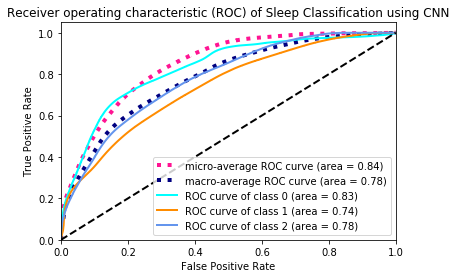 Receiver operating characteristic (ROC) of Sleep Classification using CNN
1.0
0.8
0.6
0.4
0.2
0.0
True Positive Rate
micro-average ROC curve (area = 0.84)
macro-average ROC curve (area = 0.78)
ROC curve of class 0 (area = 0.83)
ROC curve of class 1 (area = 0.74)
ROC curve of class 2 (area = 0.78)
0.0 0.2 0.4 0.6 0.8 1.0
False Positive Rate